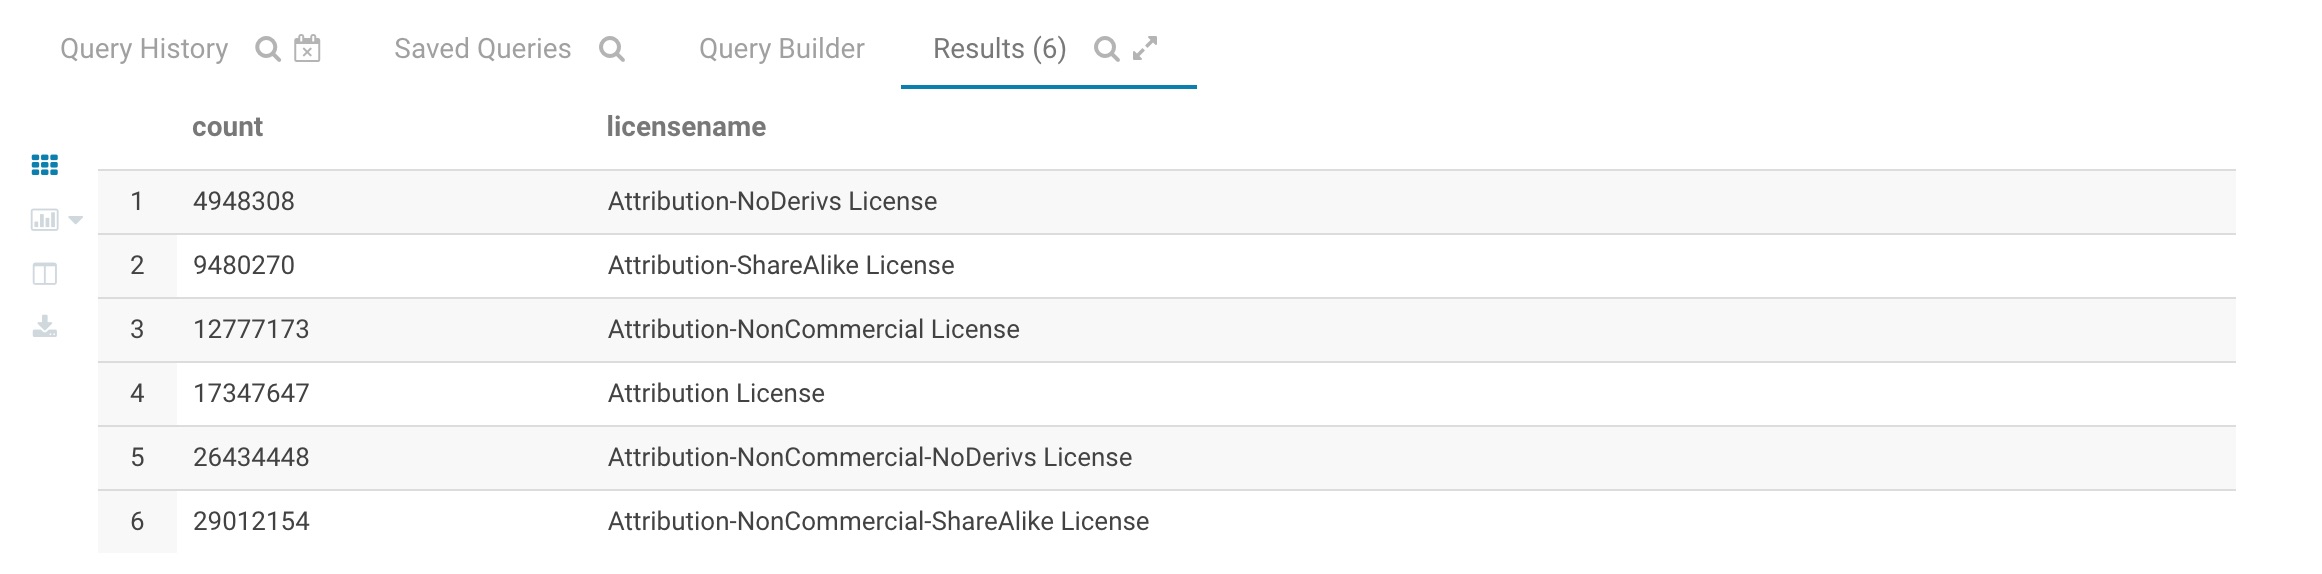 Query History Saved Queries Query Builder Results (6)
count licensename
1 4948308 Attribution-NoDerivs License
2 9480270 Attribution-ShareAlike License
3 12777173 Attribution-NonCommercial License
4 17347647 Attribution License
5 26434448 Attribution-NonCommercial-NoDerivs License
6 29012154 Attribution-NonCommercial-ShareAlike License